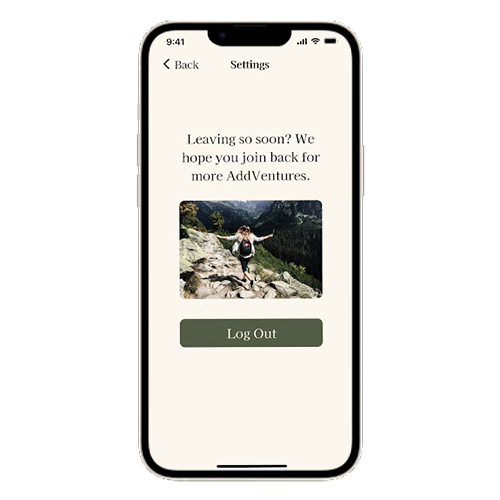 9:41
Back
Settings
Leaving so soon? We
hope you join back for
more AddVentures.
Log Out